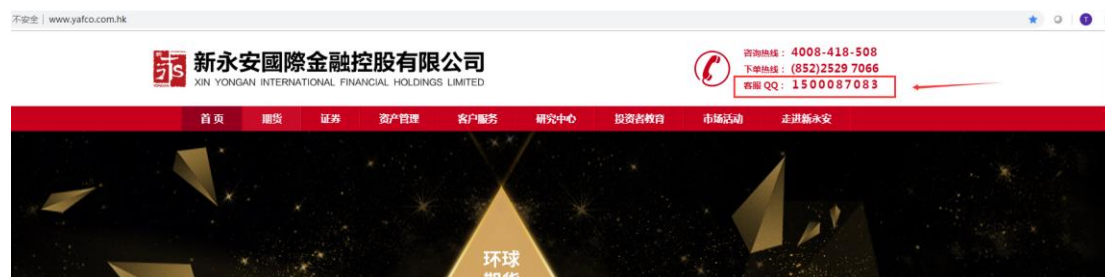 不安全 | www.yafco.com.hk
新永安國際金融控股有限公司
XIN YONGAN INTERNATIONAL FINANCIAL HOLDINGS LIMITED
咨询热线： 4008-418-508
下单热线： (852)2529 7066
客服 QQ： 1500087083
首页 期货 证券 资产管理 客户服务 研究中心 投资者教育 市场活动 走进新永安
环球
期货